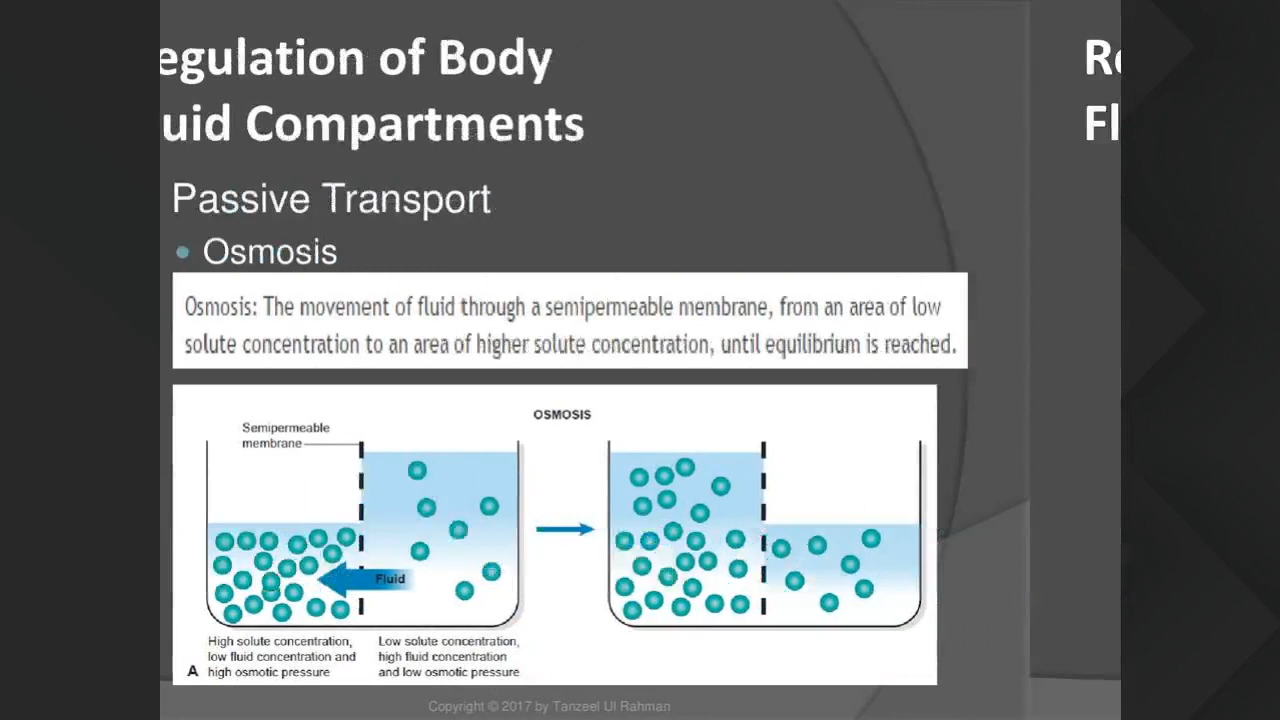 egulation of Body
uid Compartments
Re
Fl
Passive Transport
• Osmosis
Osmosis: The movement of fluid through a semipermeable membrane, from an area of low
solute concentration to an area of higher solute concentration, until equilibrium is reached.
OSMOSIS
Semipermeable
membrane
Fluid
High solute concentration,
low fluid concentration and
high osmotic pressure
Low solute concentration,
high fluid concentration
and low osmotic pressure
A
Copyright © 2017 by Tanzeel Ul Rahman